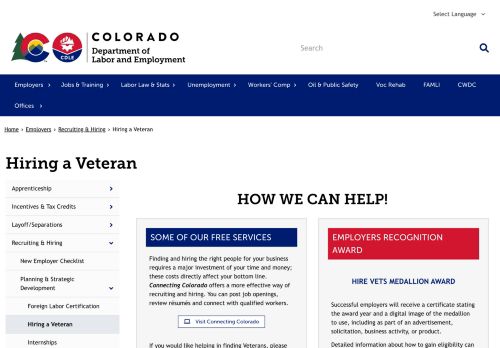 Select Language
COLORADO
Department of
Labor and Employment
CDLE
Search
Employers Jobs & Training Labor Law & Stats Unemployment Workers' Comp Oil & Public Safety Voc Rehab FAMLI CWDC
Offices
Home › Employers › Recruiting & Hiring › Hiring a Veteran
Hiring a Veteran
Apprenticeship
Incentives & Tax Credits
Layoff/Separations
Recruiting & Hiring
New Employer Checklist
Planning & Strategic
Development
Foreign Labor Certification
Hiring a Veteran
Internships
HOW WE CAN HELP!
SOME OF OUR FREE SERVICES
Finding and hiring the right people for your business
requires a major investment of your time and money;
these costs directly affect your bottom line.
Connecting Colorado offers a more effective way of
recruiting and hiring. You can post job openings,
review résumés and connect with qualified workers.
Visit Connecting Colorado
If you would like helping in finding Veterans, please
EMPLOYERS RECOGNITION
AWARD
HIRE VETS MEDALLION AWARD
Successful employers will receive a certificate stating
the award year and a digital image of the medallion
to use, including as part of an advertisement,
solicitation, business activity, or product.
Detailed information about how to gain eligibility can